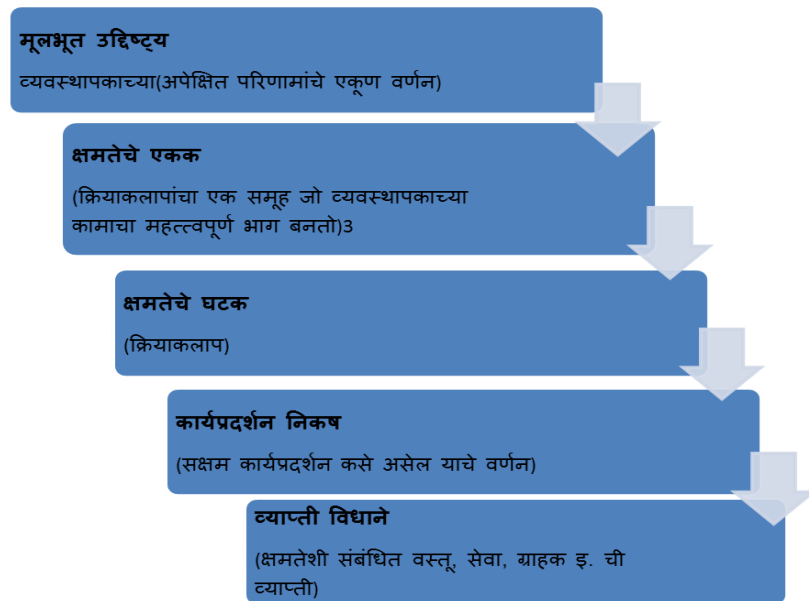 मूलभूत उद्दिष्ट्य
व्यवस्थापकाच्या(अपेक्षित परिणामांचे एकूण वर्णन)
क्षमतेचे एकक
(क्रियाकलापांचा एक समूह जो व्यवस्थापकाच्या
कामाचा महत्त्वपूर्ण भाग बनतो)3
क्षमतेचे घटक
(क्रियाकलाप)
कार्यप्रदर्शन निकष
(सक्षम कार्यप्रदर्शन कसे असेल याचे वर्णन)
व्याप्ती विधाने
(क्षमतेशी संबंधित वस्तू, सेवा, ग्राहक इ. ची
व्याप्ती)